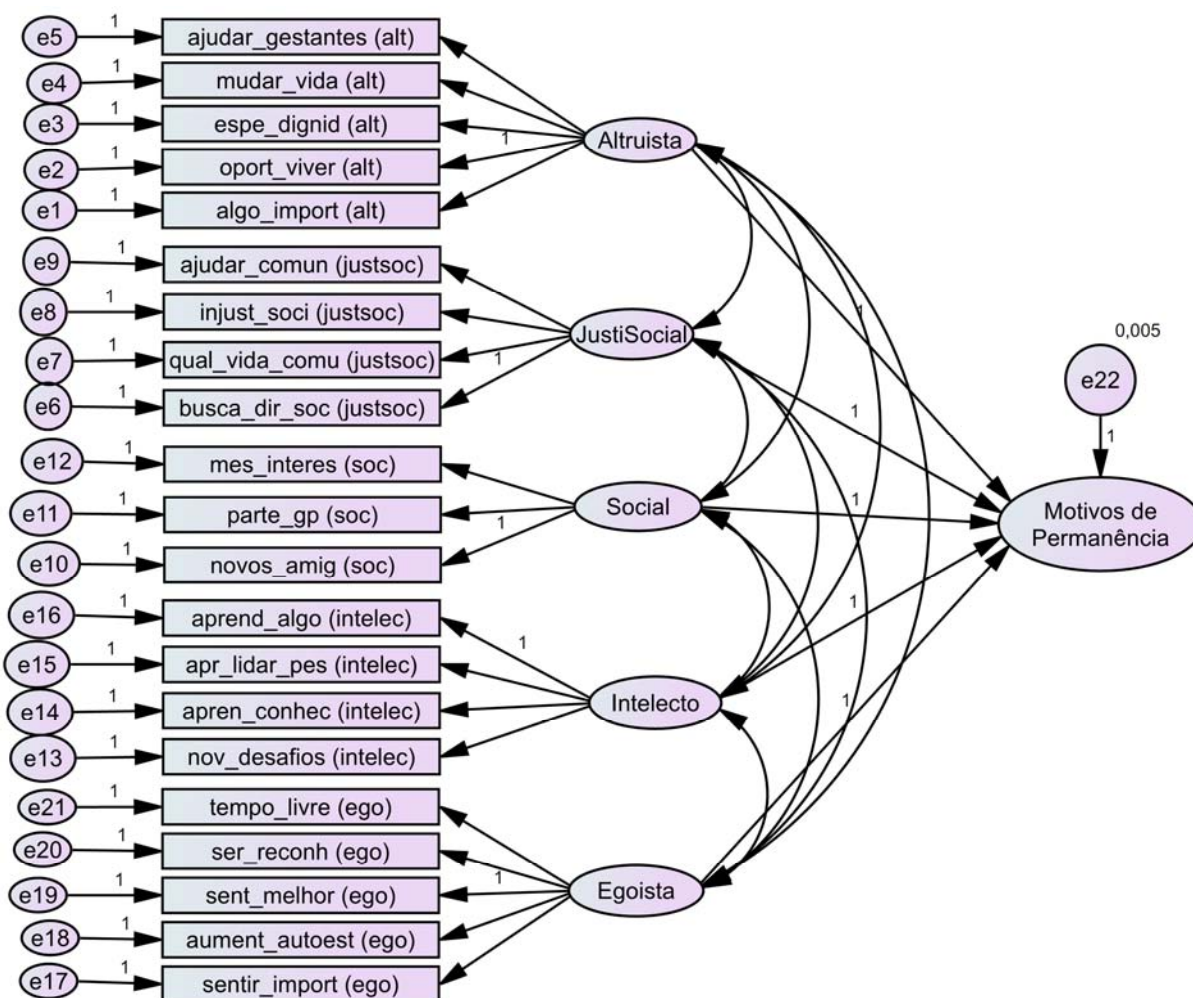 e5 1 ajudar_gestantes (alt)
e4 1 mudar_vida (alt)
e3 1 espe_dignid (alt)
e2 1 oport_viver (alt)
e1 1 algo_import (alt)
1
Altruista
e9 1 ajudar_comun (justsoc)
e8 1 injust_soci (justsoc)
e7 1 qual_vida_comu (justsoc)
e6 1 busca_dir_soc (justsoc)
1
JustiSocial
e12 1 mes_interes (soc)
e11 1 parte_gp (soc)
e10 1 novos_amig (soc)
1
Social
e16 1 aprend_algo (intelec)
e15 1 apr_lidar_pes (intelec)
e14 1 apren_conhec (intelec)
e13 1 nov_desafios (intelec)
1
Intelecto
e21 1 tempo_livre (ego)
e20 1 ser_reconh (ego)
e19 1 sent_melhor (ego)
e18 1 aument_autoest (ego)
e17 1 sentir_import (ego)
1
Egoista
1
1
1
1
1
0,005
e22
1
Motivos de
Permanência